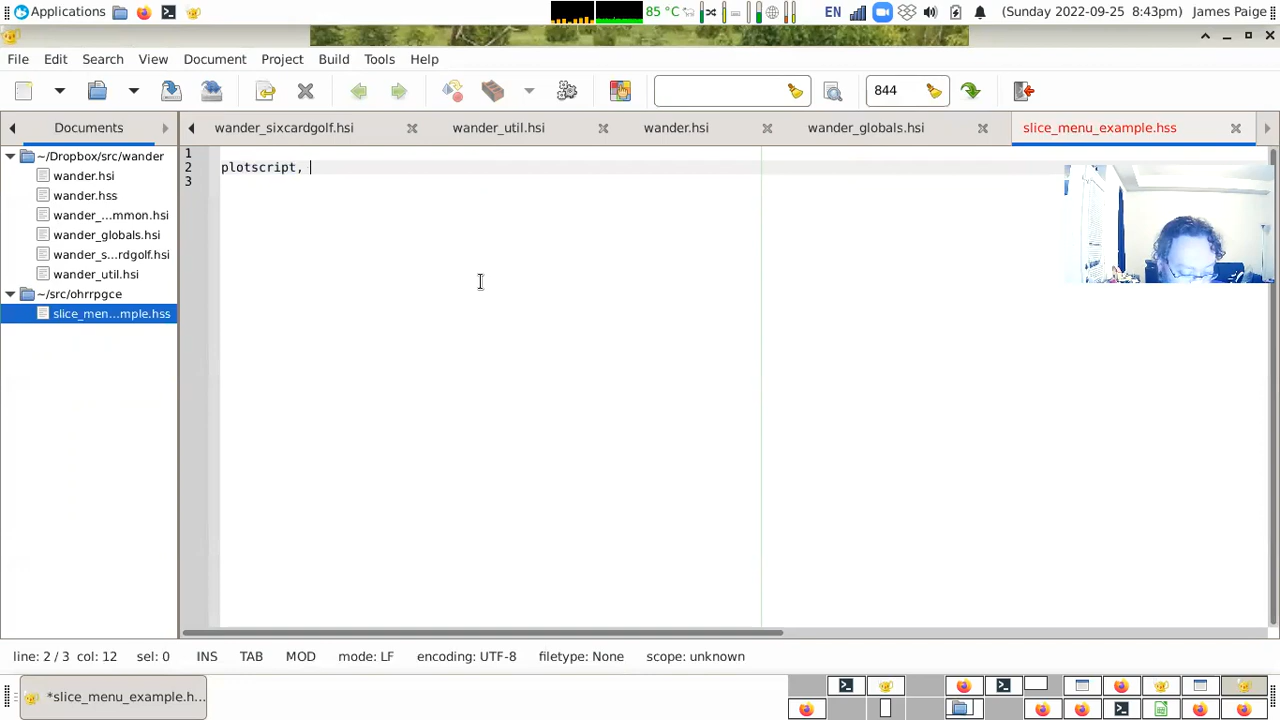 Applications
85 °C
EN
(Sunday 2022-09-25 8:43pm)
James Paige
File Edit Search View Document Project Build Tools Help
844
Documents
wander_sixcardgolf.hsi
wander_util.hsi
wander.hsi
wander_globals.hsi
slice_menu_example.hss
~/Dropbox/src/wander
wander.hsi
wander.hss
wander_...mmon.hsi
wander_globals.hsi
wander_s...rdgolf.hsi
wander_util.hsi
~/src/ohrrpgce
slice_men...mple.hss
1
2 plotscript,
3
line: 2 / 3 col: 12 sel: 0 INS TAB MOD mode: LF encoding: UTF-8 filetype: None scope: unknown
*slice_menu_example.h...